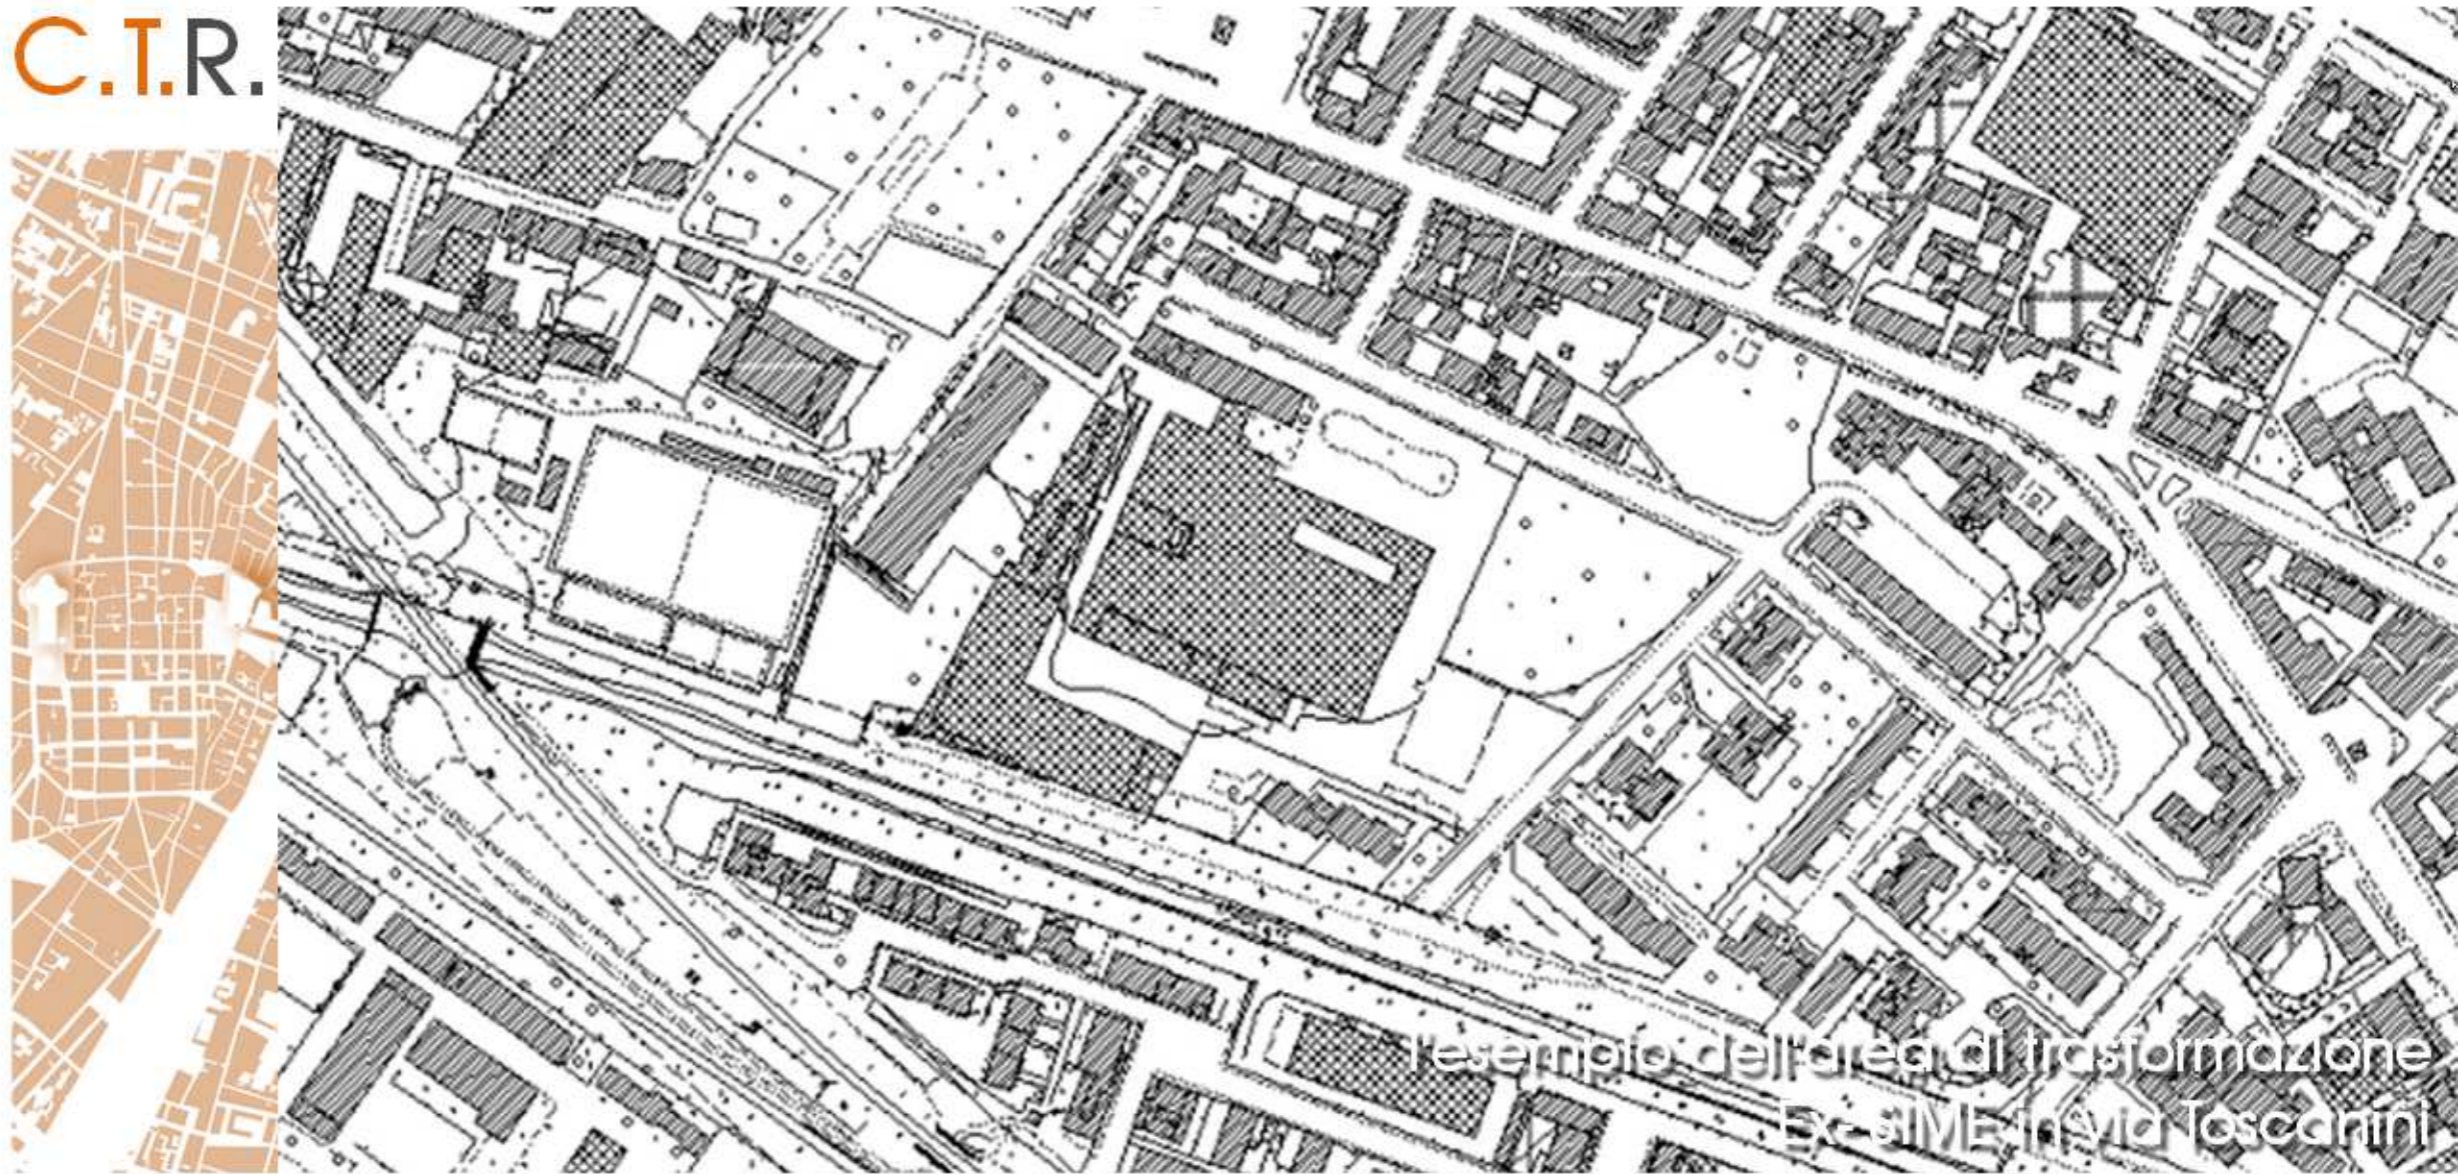 C.T.R.
l'esempio dell'area di trasformazione
Ex-SIME in via Toscanini